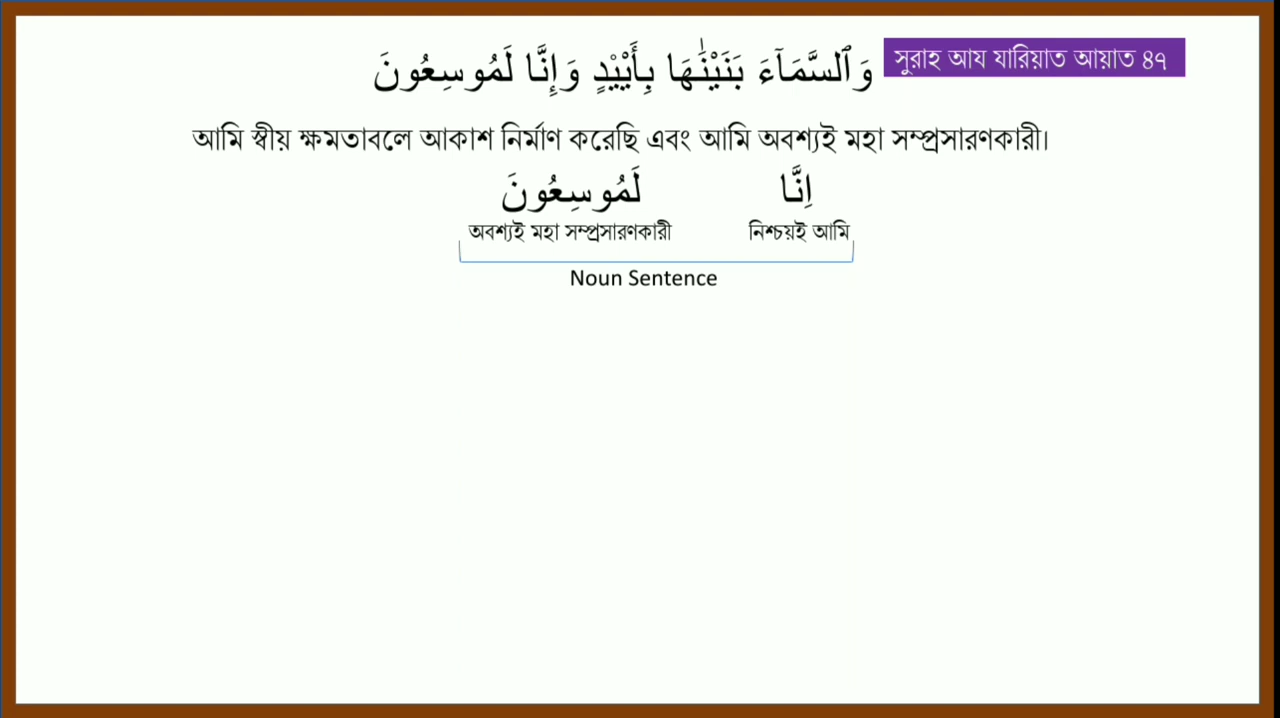 সুরাহ আয যারিয়াত আয়াত ৪৭
وَٱلسَّمَآءَ بَنَيْنَٰهَا بِأَيْيْدٍ وَإِنَّا لَمُوسِعُونَ
আমি স্বীয় ক্ষমতাবলে আকাশ নির্মাণ করেছি এবং আমি অবশ্যই মহা সম্প্রসারণকারী।
اِنَّا لَمُوسِعُونَ
অবশ্যই মহা সম্প্রসারণকারী নিশ্চয়ই আমি
Noun Sentence